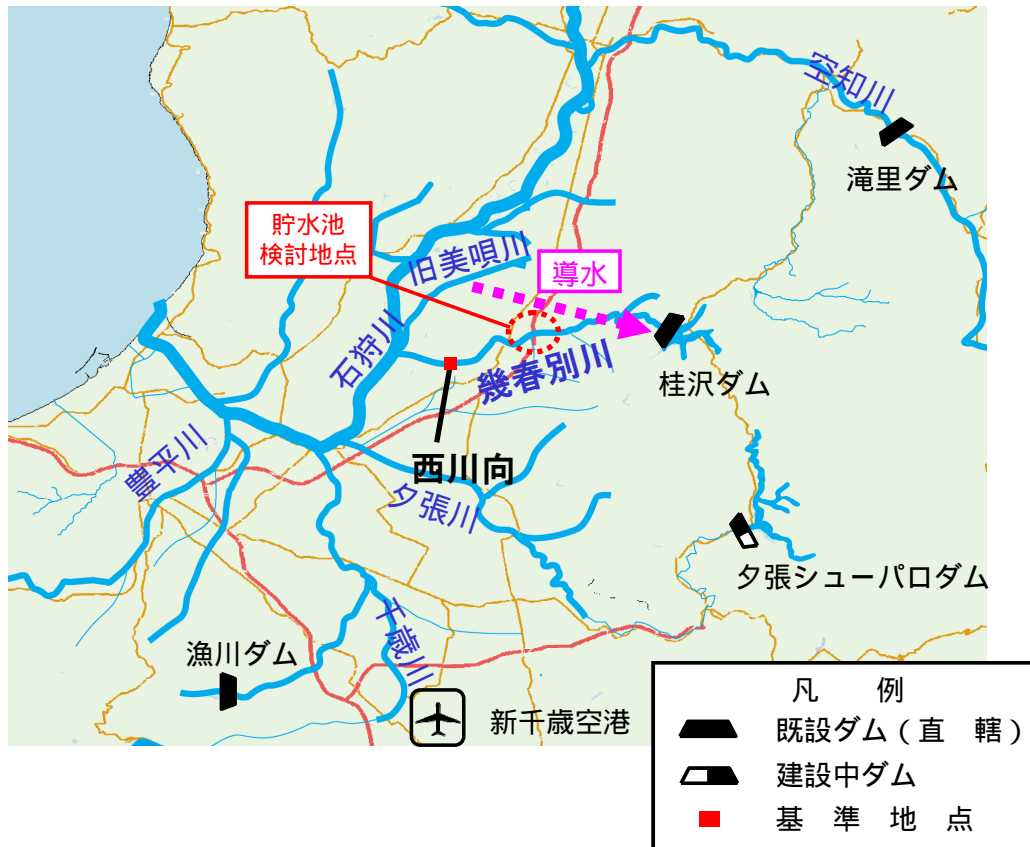 空知川
滝里ダム
貯水池
検討地点
旧美唄川
導水
石狩川
幾春別川
桂沢ダム
西川向
豊平川
夕張川
夕張シューパロダム
千歳川
漁川ダム
新千歳空港
凡 例
既設ダム(直 轄)
建設中ダム
基 準 地 点